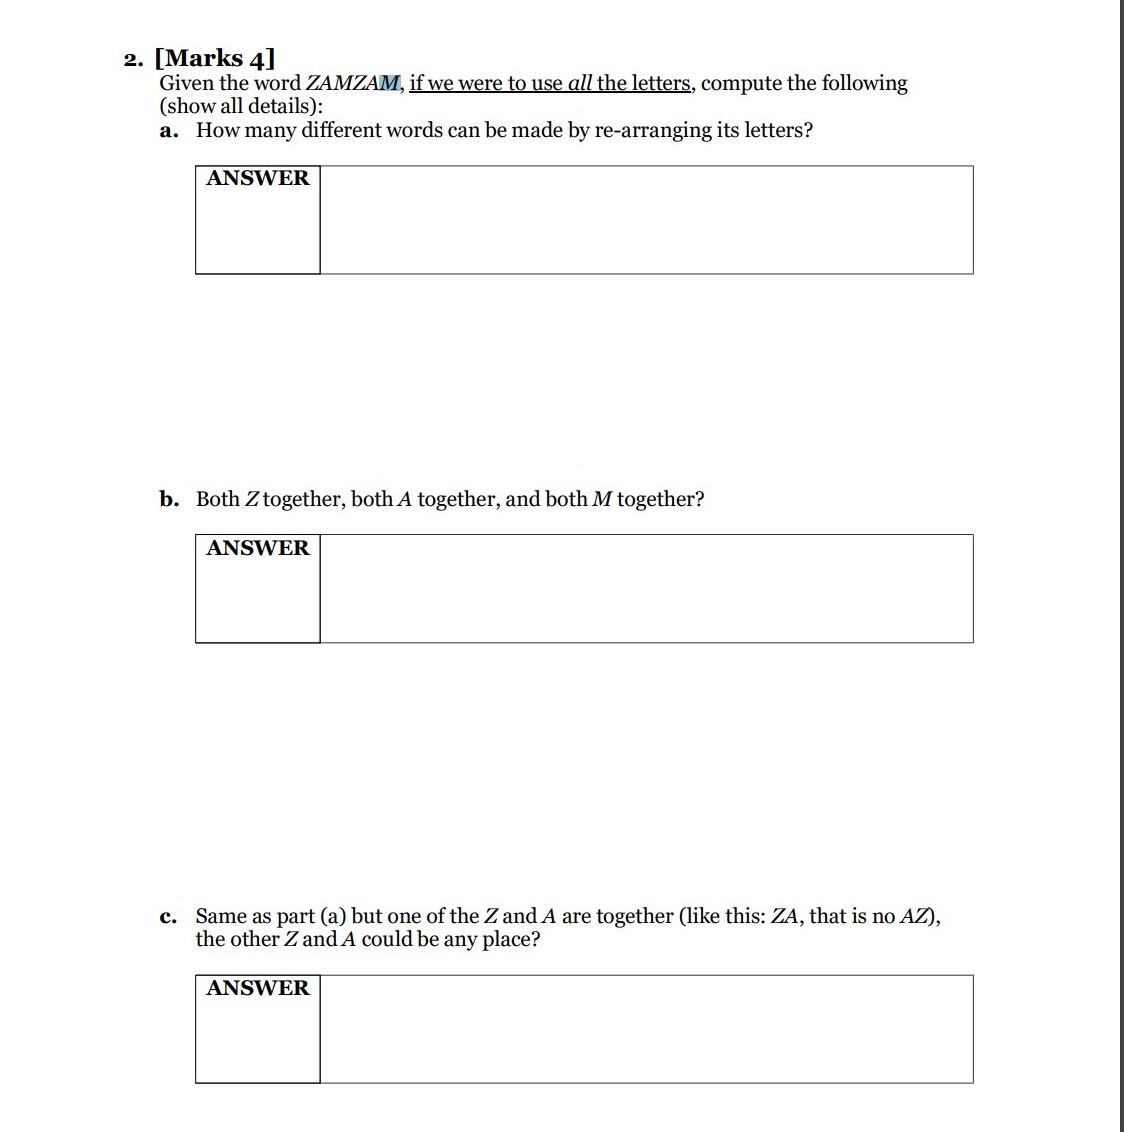 2. [Marks 4]
Given the word ZAMZAM, if we were to use all the letters, compute the following
(show all details):
a. How many different words can be made by re-arranging its letters?
ANSWER
b. Both Z together, both A together, and both M together?
ANSWER
c. Same as part (a) but one of the Z and A are together (like this: ZA, that is no AZ),
the other Z and A could be any place?
ANSWER